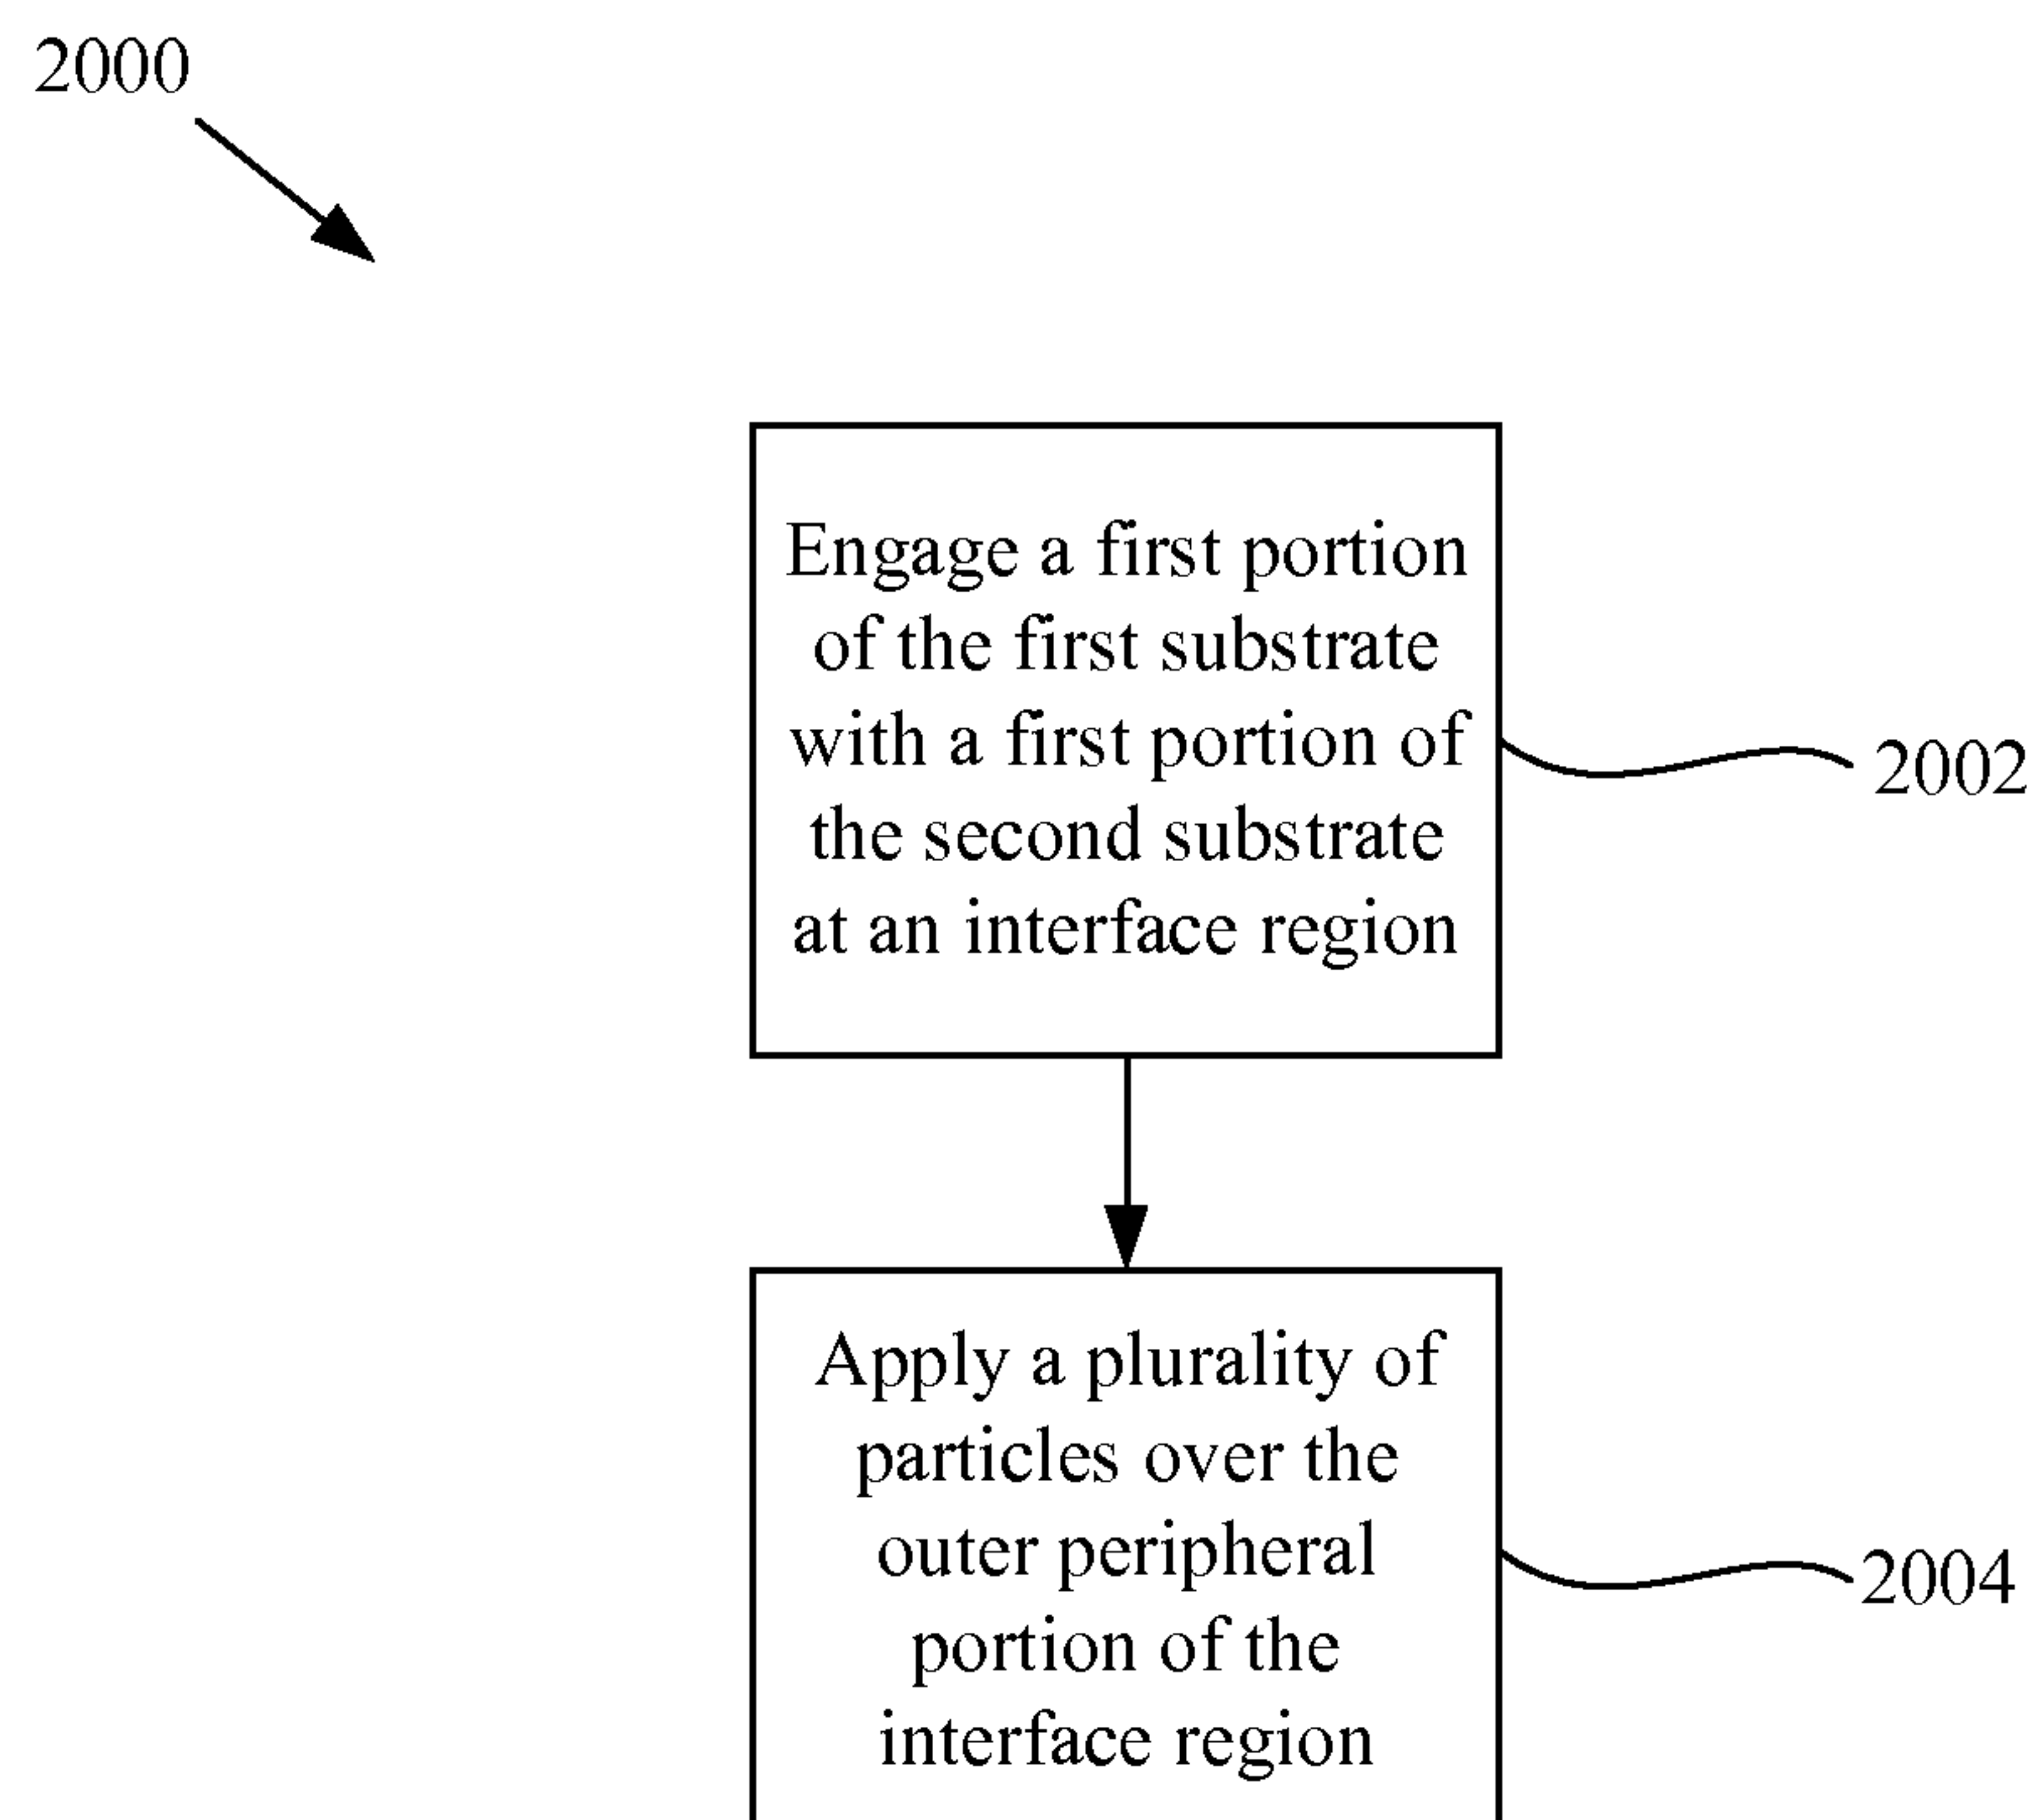 2000
Engage a first portion
of the first substrate
with a first portion of
the second substrate
at an interface region
2002
Apply a plurality of
particles over the
outer peripheral
portion of the
interface region
2004